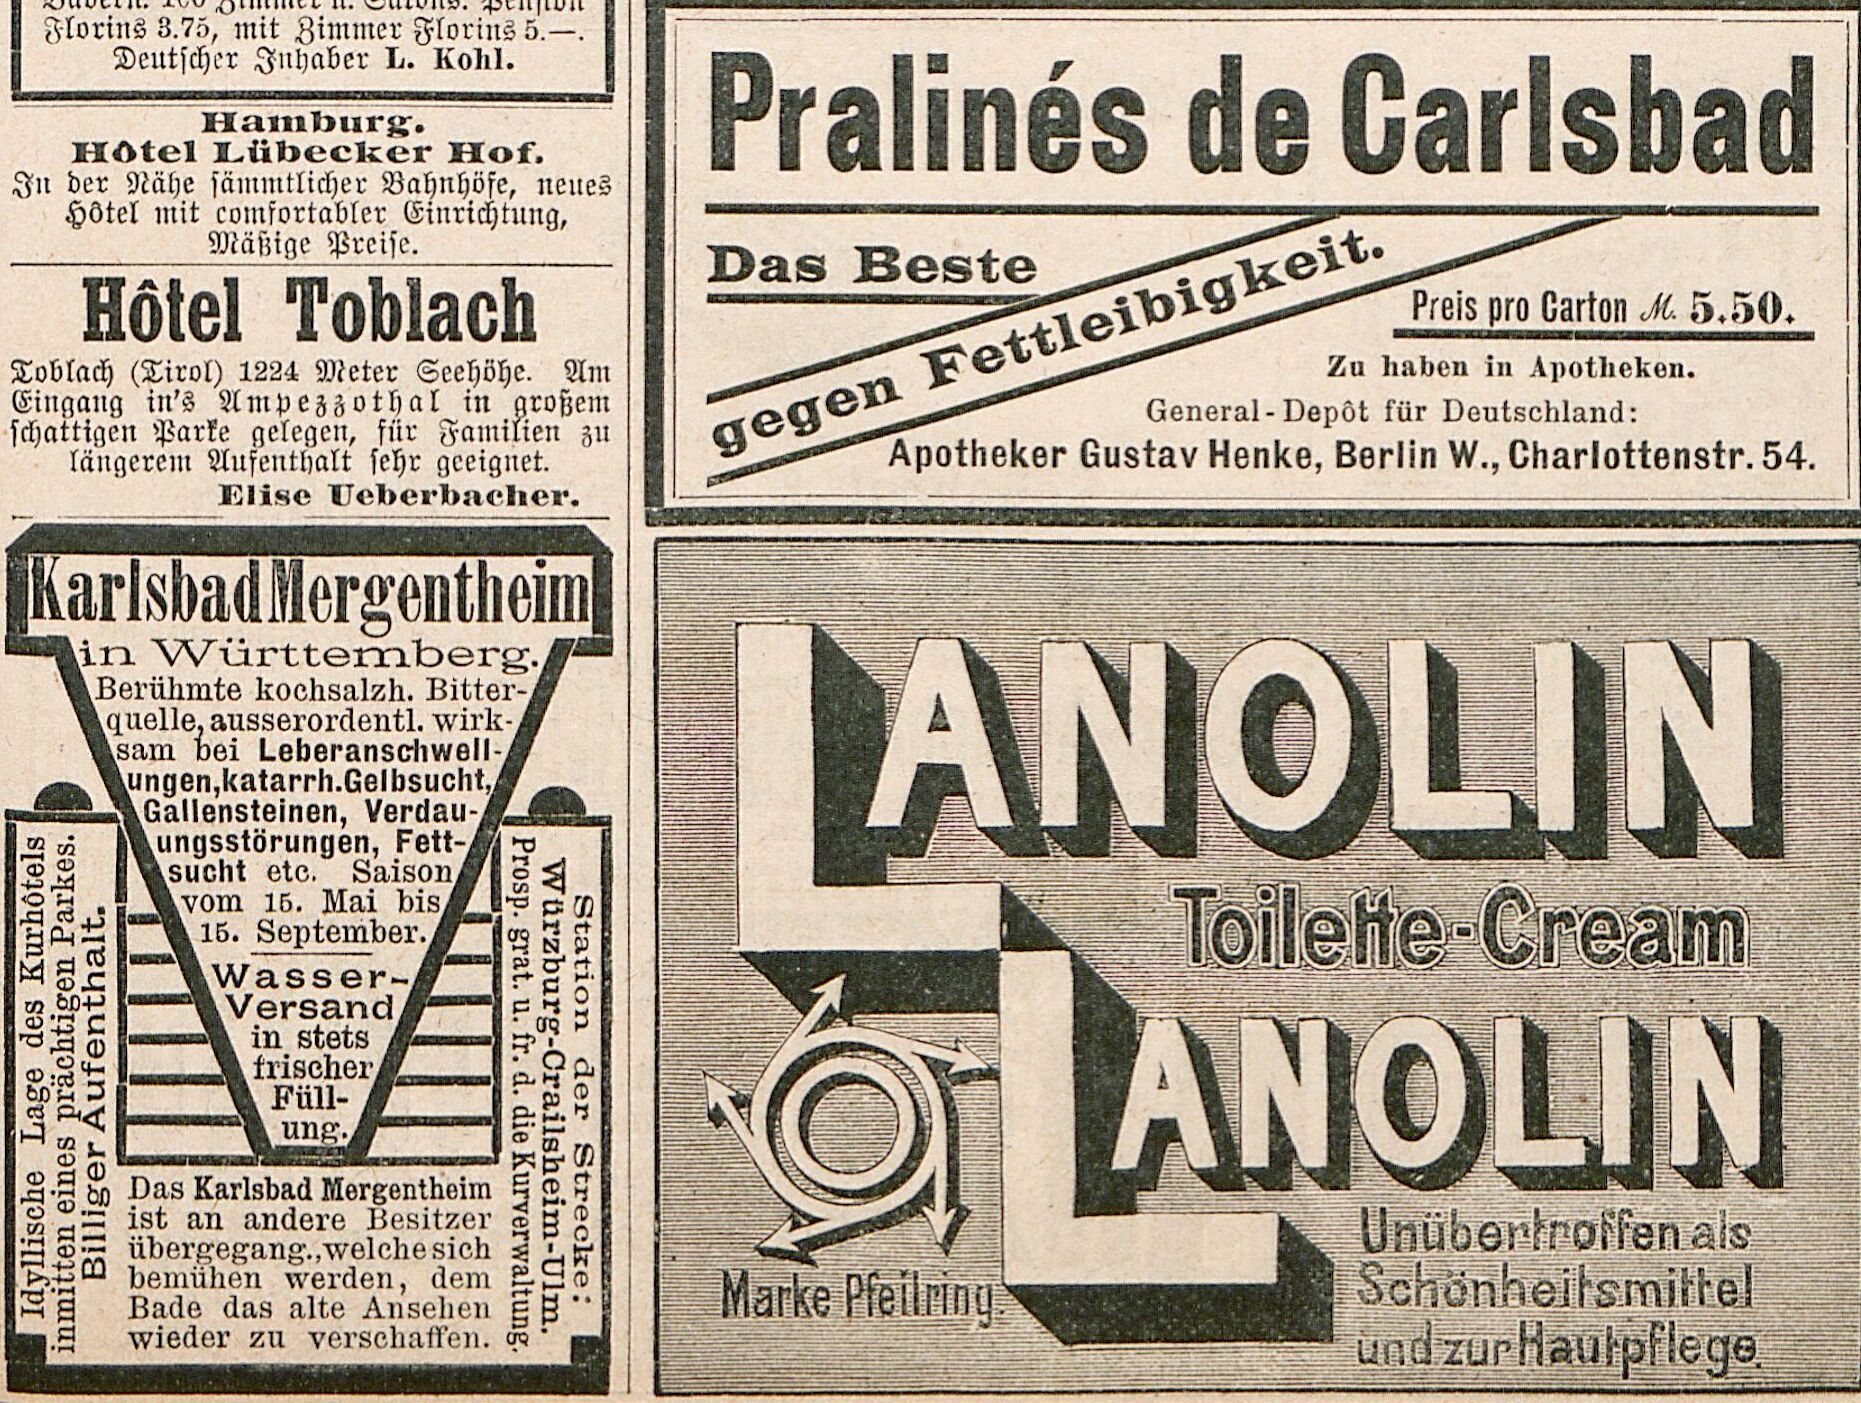 Bädern. 100 Zimmer u. Salons. Pension
Florins 3.75, mit Zimmer Florins 5.—.
Deutscher Inhaber L. Kohl.
Hamburg.
Hôtel Lübecker Hof.
In der Nähe sämmtlicher Bahnhöfe, neues
Hôtel mit comfortabler Einrichtung,
Mäßige Preise.
Hôtel Toblach
Toblach (Tirol) 1224 Meter Seehöhe. Am
Eingang in's Ampezzothal in großem
schattigen Parke gelegen, für Familien zu
längerem Aufenthalt sehr geeignet.
Elise Ueberbacher.
Karlsbad Mergentheim
in Württemberg.
Berühmte kochsalzh. Bitter-
quelle, ausserordentl. wirk-
sam bei Leberanschwell-
ungen, katarrh. Gelbsucht,
Gallensteinen, Verdau-
ungsstörungen, Fett-
sucht etc. Saison
vom 15. Mai bis
15. September.
Wasser-
Versand
in stets
frischer
Füll-
ung.
Idyllische Lage des Kurhôtels
inmitten eines prächtigen Parkes.
Billiger Aufenthalt.
Station der Strecke:
Würzburg-Crailsheim-Ulm.
Prosp. grat. u. fr. d. die Kurverwaltung.
Das Karlsbad Mergentheim
ist an andere Besitzer
übergegang., welche sich
bemühen werden, dem
Bade das alte Ansehen
wieder zu verschaffen.
Pralinés de Carlsbad
Das Beste
gegen Fettleibigkeit.
Preis pro Carton M. 5.50.
Zu haben in Apotheken.
General-Depôt für Deutschland:
Apotheker Gustav Henke, Berlin W., Charlottenstr. 54.
LANOLIN
Toilette-Cream
LANOLIN
Marke Pfeilring.
Unübertroffen als
Schönheitsmittel
und zur Hautpflege.